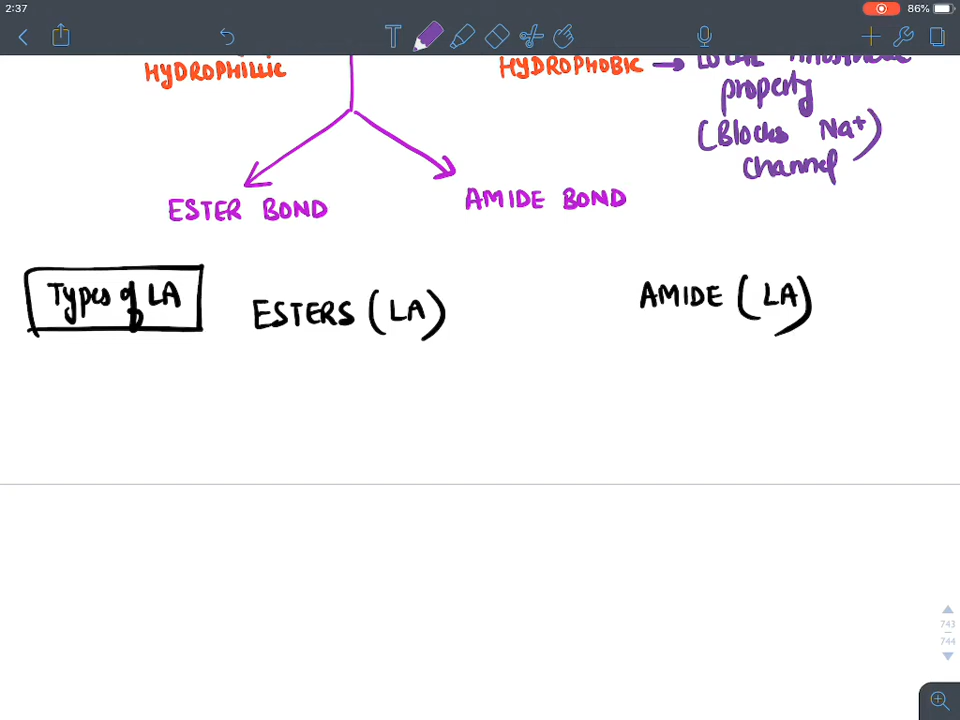 2:37
86%
T
HYDROPHILLIC
HYDROPHOBIC →
property
(Blocks Na+)
channel
ESTER BOND
AMIDE BOND
Types of LA
ESTERS (LA)
AMIDE (LA)
743
744